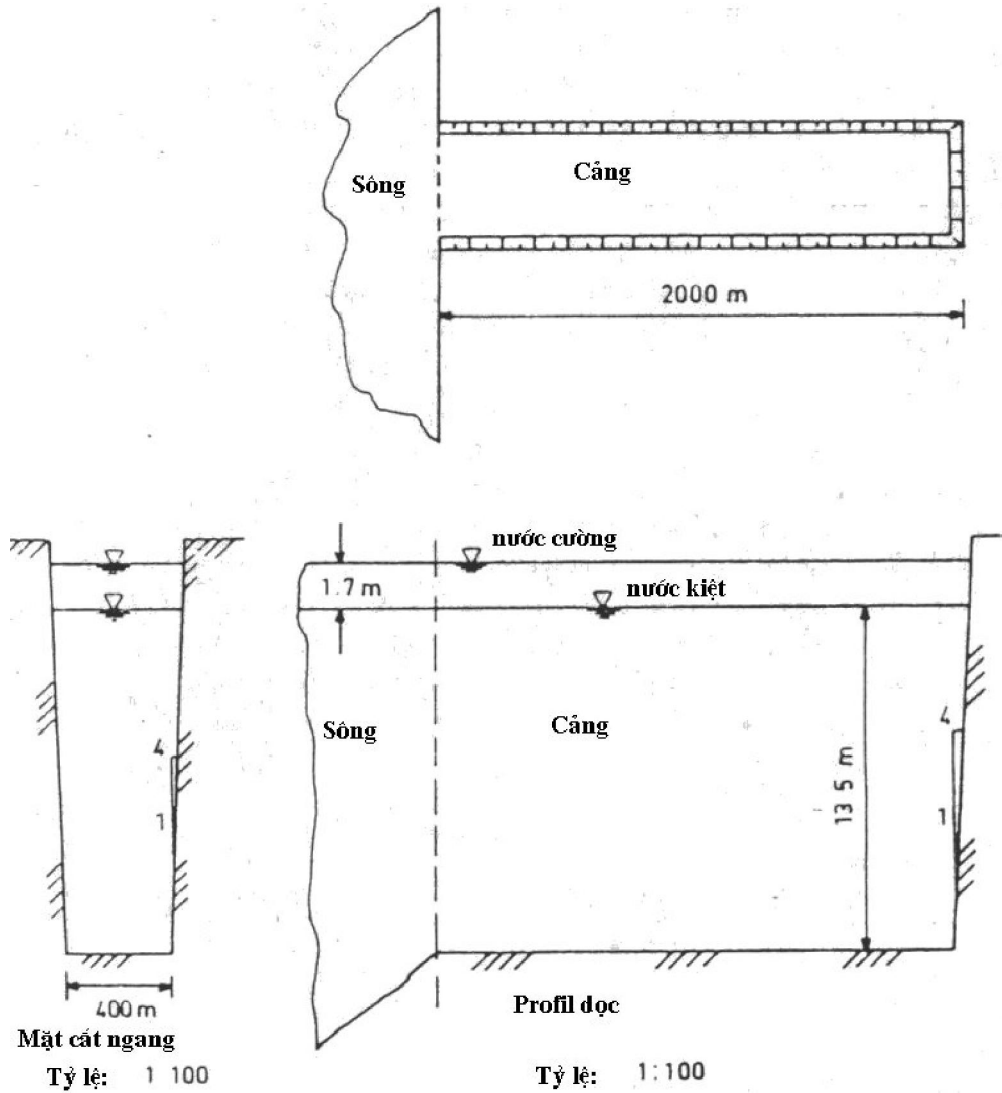 Sông
Cảng
2000 m
nước cường
1.7 m
nước kiệt
Sông
Cảng
4
1
4
1
13 5 m
400 m
Profil dọc
Mặt cắt ngang
Tỷ lệ: 1 100
Tỷ lệ: 1:100